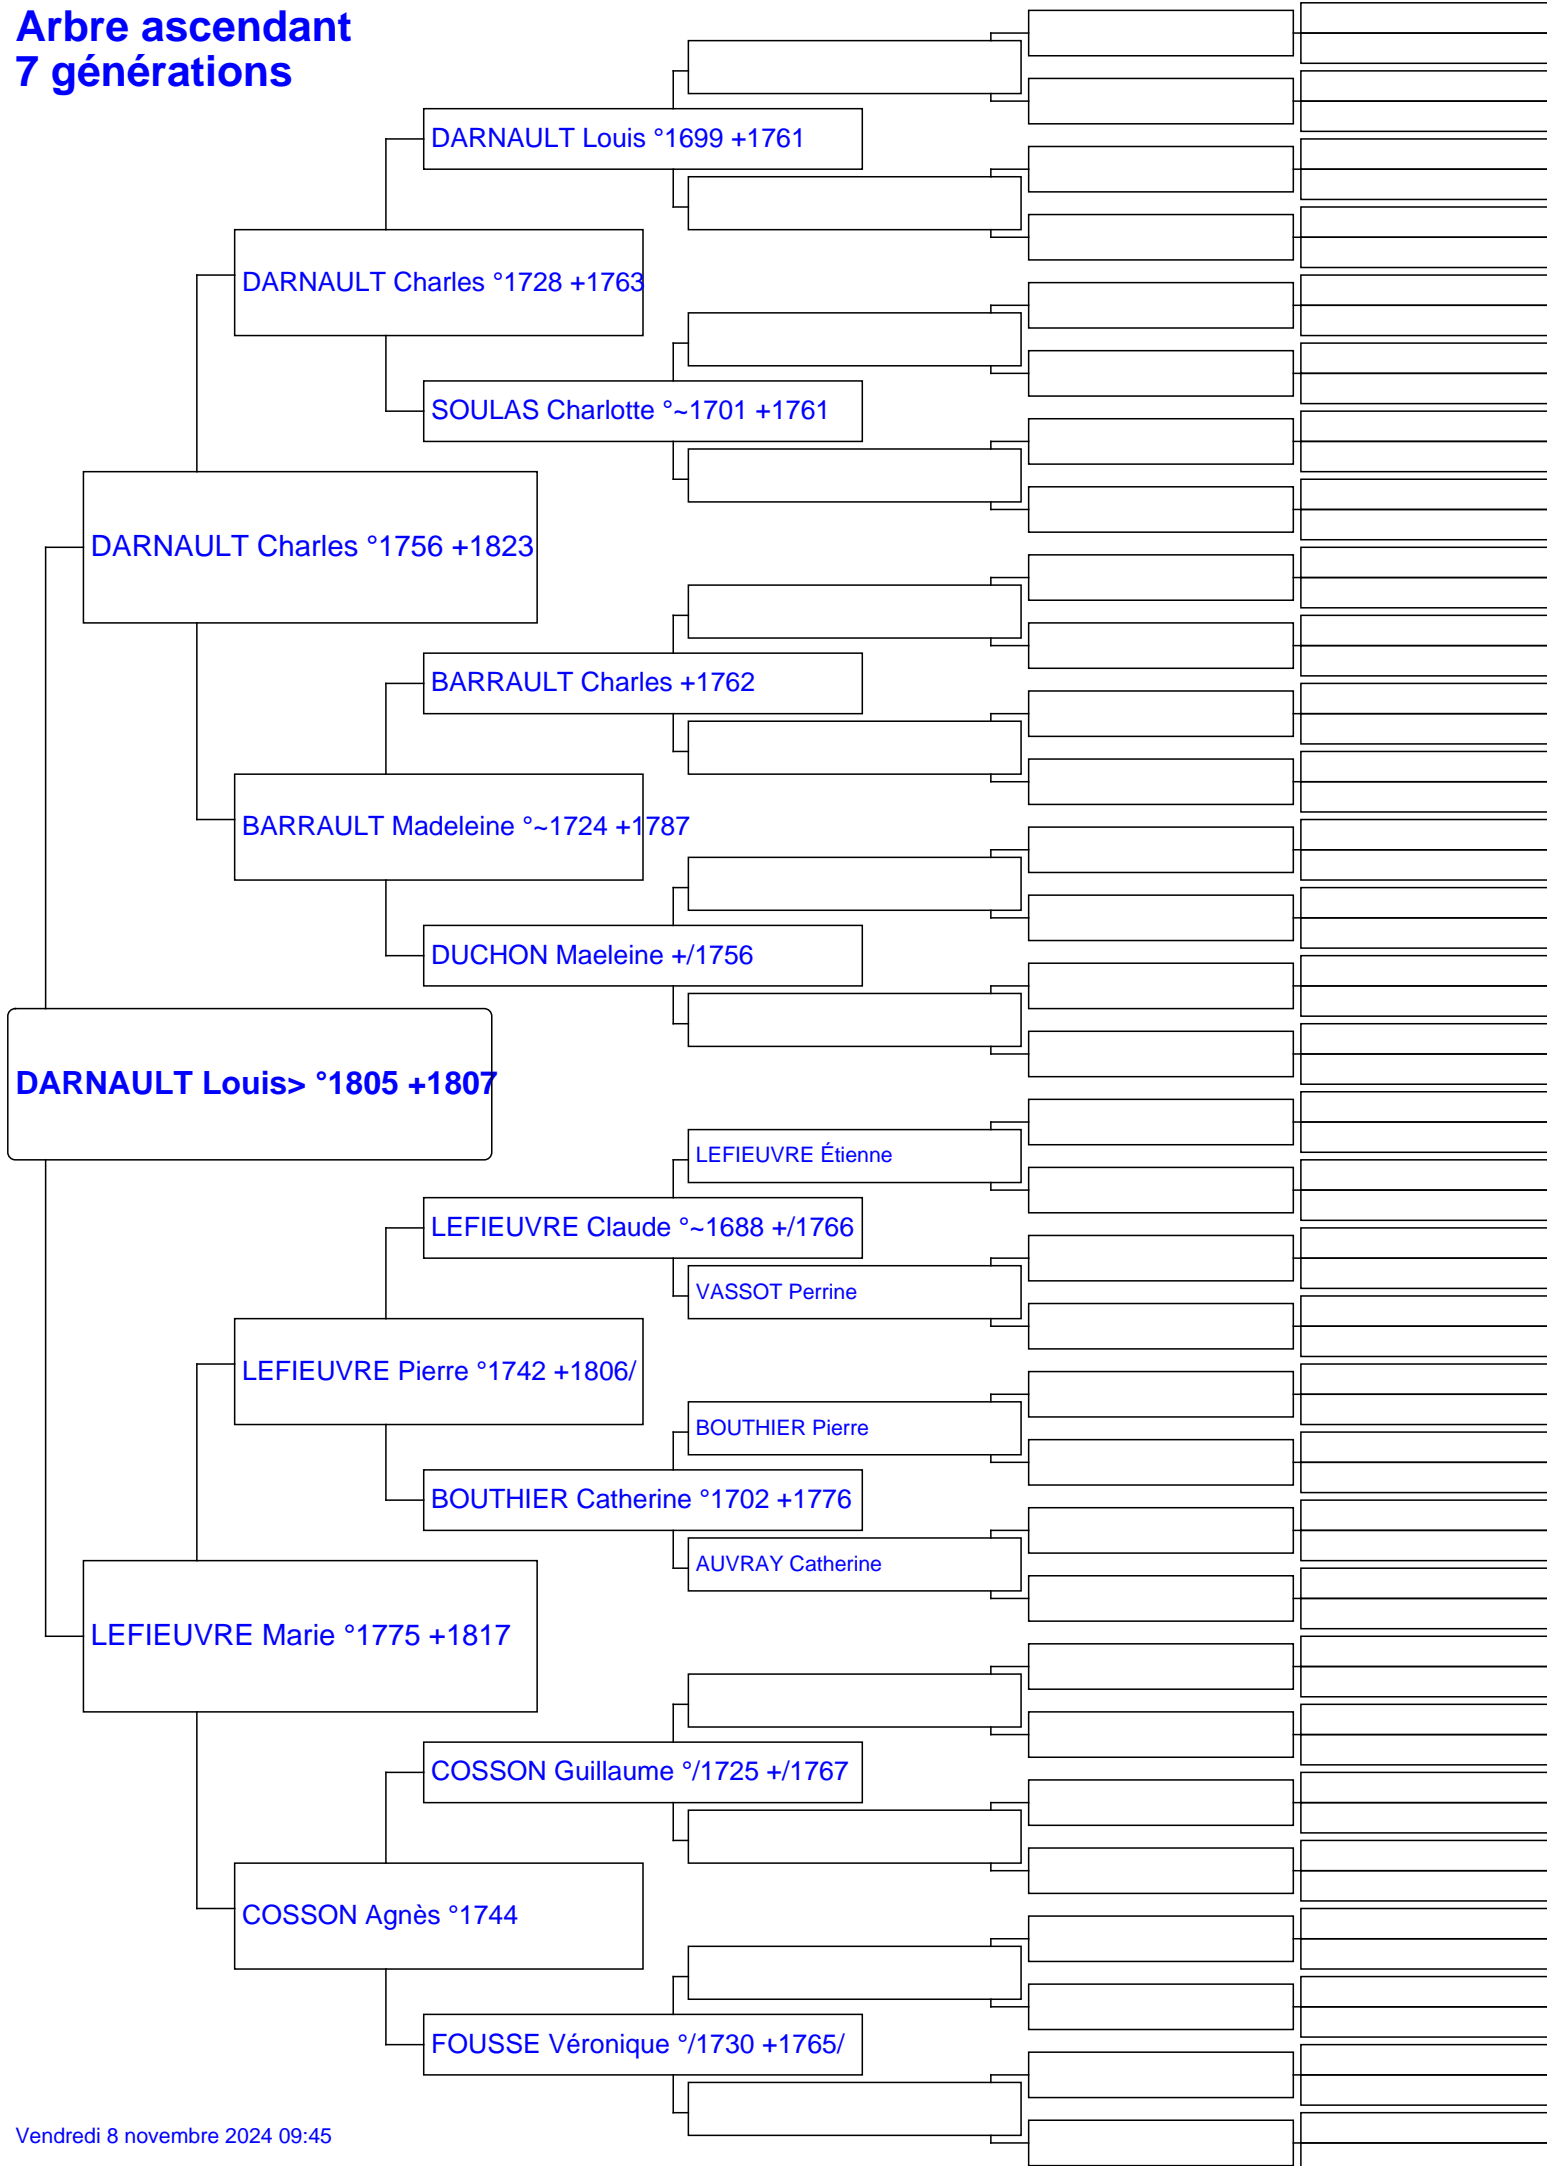 Arbre ascendant
7 générations
DARNAULT Louis °1699 +1761
DARNAULT Charles °1728 +1763
SOULAS Charlotte °~1701 +1761
DARNAULT Charles °1756 +1823
BARRAULT Charles +1762
BARRAULT Madeleine °~1724 +1787
DUCHON Maeleine +/1756
DARNAULT Louis> °1805 +1807
LEFIEUVRE Étienne
LEFIEUVRE Claude °~1688 +/1766
VASSOT Perrine
LEFIEUVRE Pierre °1742 +1806/
BOUTHIER Pierre
BOUTHIER Catherine °1702 +1776
AUVRAY Catherine
LEFIEUVRE Marie °1775 +1817
COSSON Guillaume °/1725 +/1767
COSSON Agnès °1744
FOUSSE Véronique °/1730 +1765/
Vendredi 8 novembre 2024 09:45